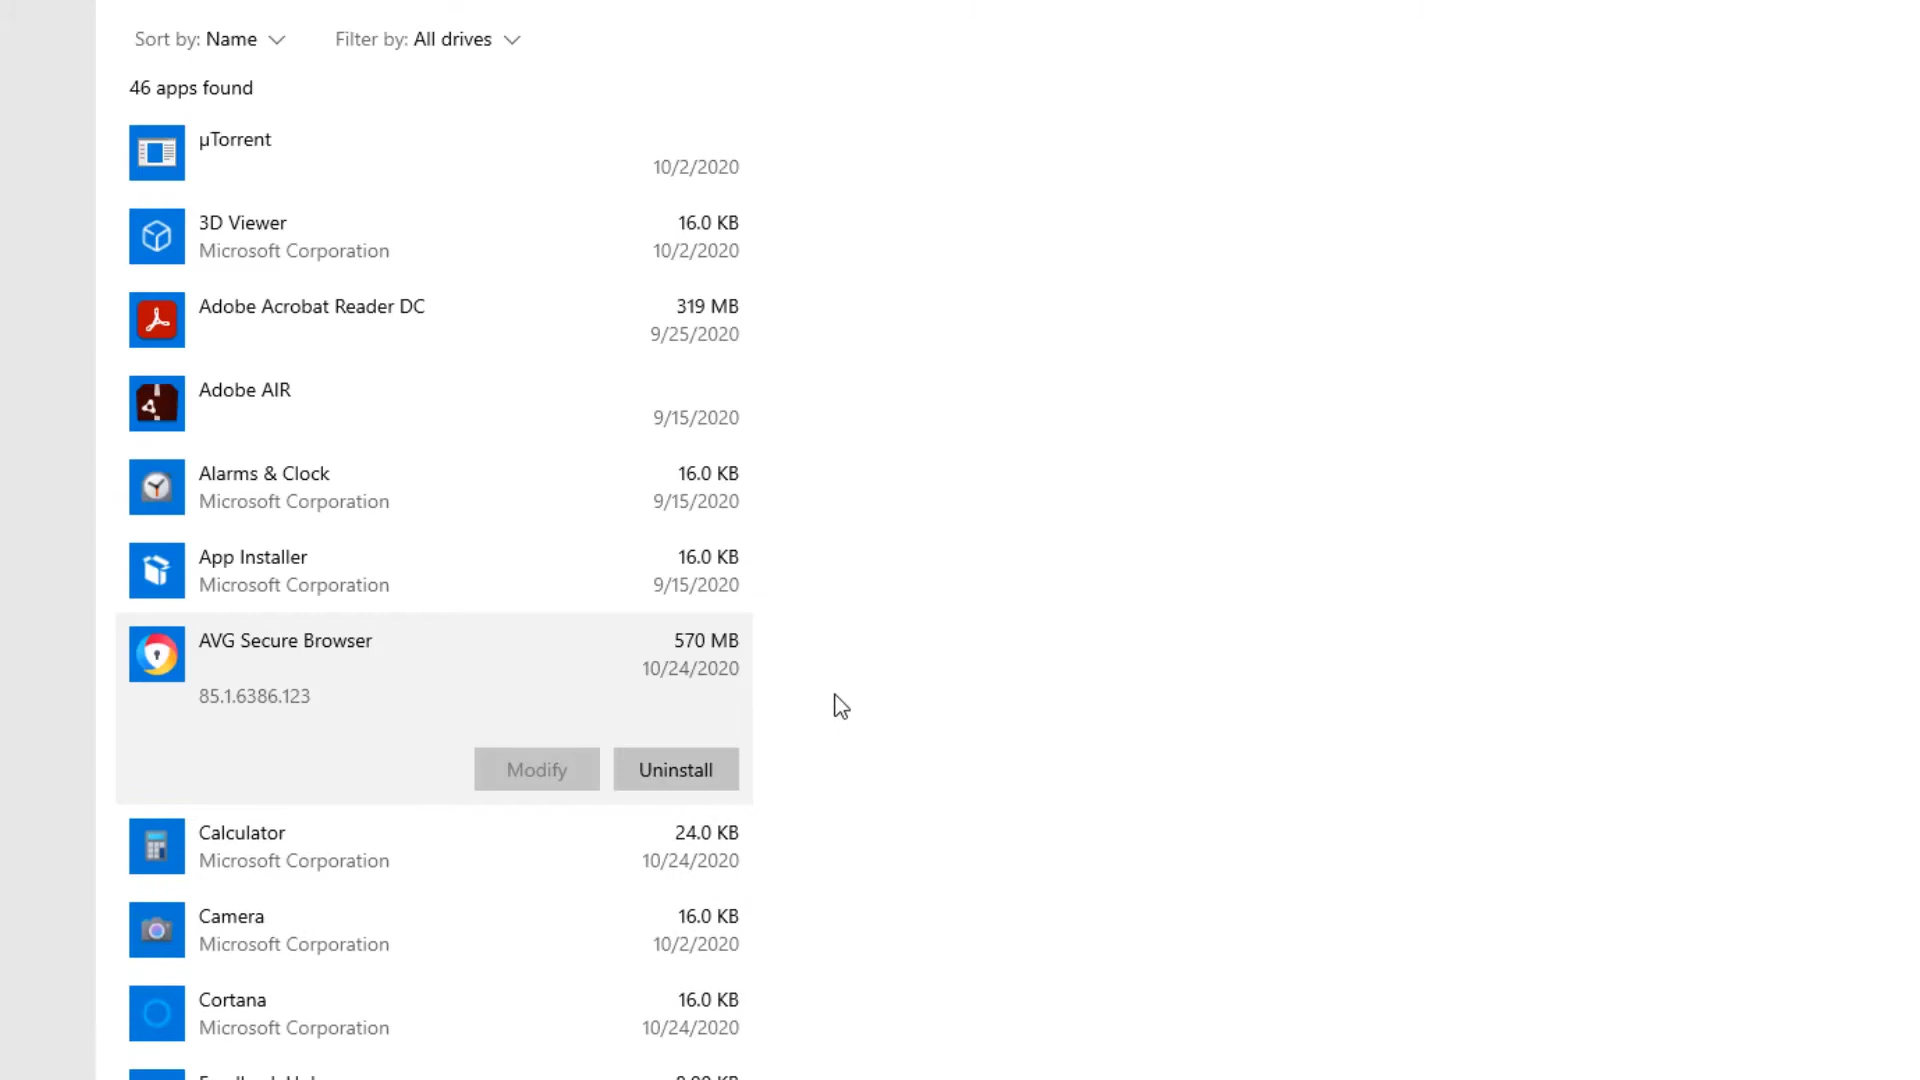 Sort by: Name Filter by: All drives
46 apps found
µTorrent
10/2/2020
3D Viewer 16.0 KB
Microsoft Corporation 10/2/2020
Adobe Acrobat Reader DC 319 MB
9/25/2020
Adobe AIR
9/15/2020
Alarms & Clock 16.0 KB
Microsoft Corporation 9/15/2020
App Installer 16.0 KB
Microsoft Corporation 9/15/2020
AVG Secure Browser 570 MB
10/24/2020
85.1.6386.123
Modify Uninstall
Calculator 24.0 KB
Microsoft Corporation 10/24/2020
Camera 16.0 KB
Microsoft Corporation 10/2/2020
Cortana 16.0 KB
Microsoft Corporation 10/24/2020